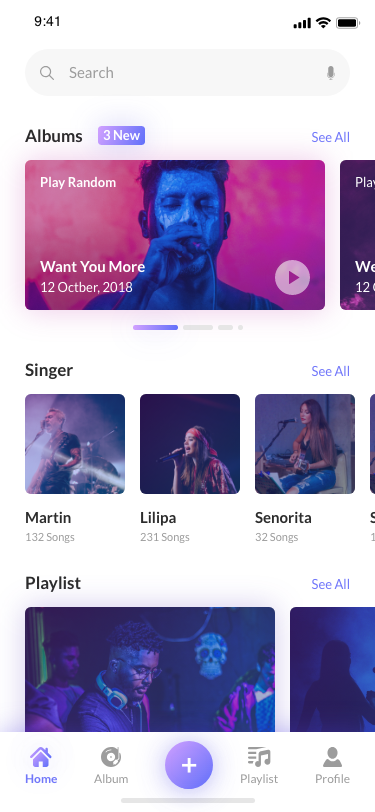 9:41
Search
Albums 3 New See All
Play Random
Play
Want You More
We
12 Octber, 2018
12 O
Singer See All
Martin Lilipa Senorita S
132 Songs 231 Songs 32 Songs 1
Playlist See All
Home Album Playlist Profile